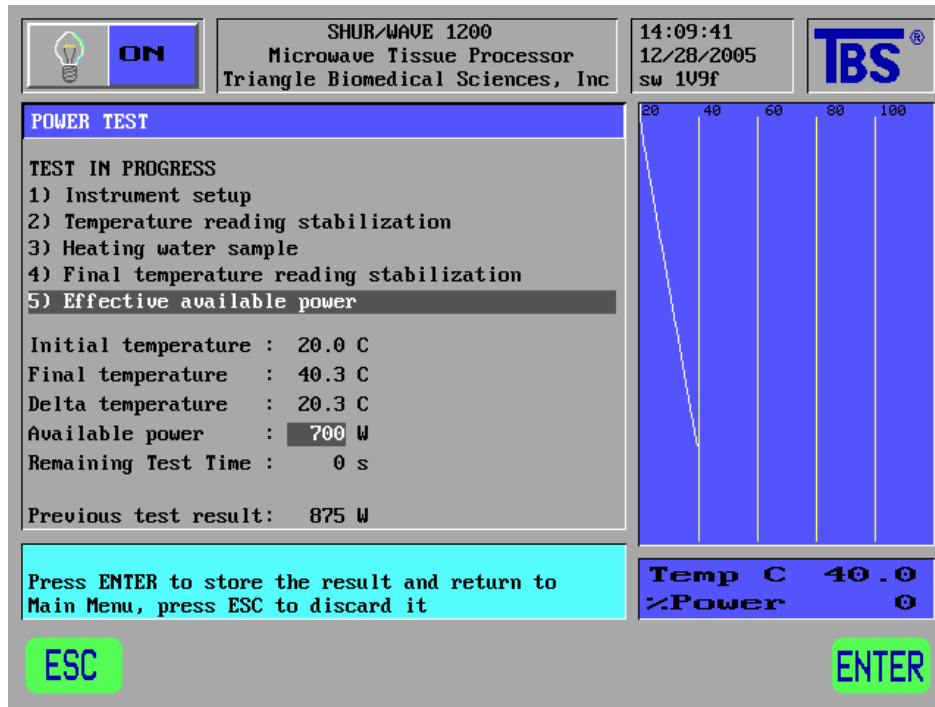 ON
SHUR/WAVE 1200
Microwave Tissue Processor
Triangle Biomedical Sciences, Inc
14:09:41
12/28/2005
sw 1V9f
TBS ®
POWER TEST
TEST IN PROGRESS
1) Instrument setup
2) Temperature reading stabilization
3) Heating water sample
4) Final temperature reading stabilization
5) Effective available power
Initial temperature : 20.0 C
Final temperature : 40.3 C
Delta temperature : 20.3 C
Available power : 700 W
Remaining Test Time : 0 s
Previous test result: 875 W
20 40 60 80 100
Press ENTER to store the result and return to
Main Menu, press ESC to discard it
Temp C 40.0
%Power 0
ESC
ENTER